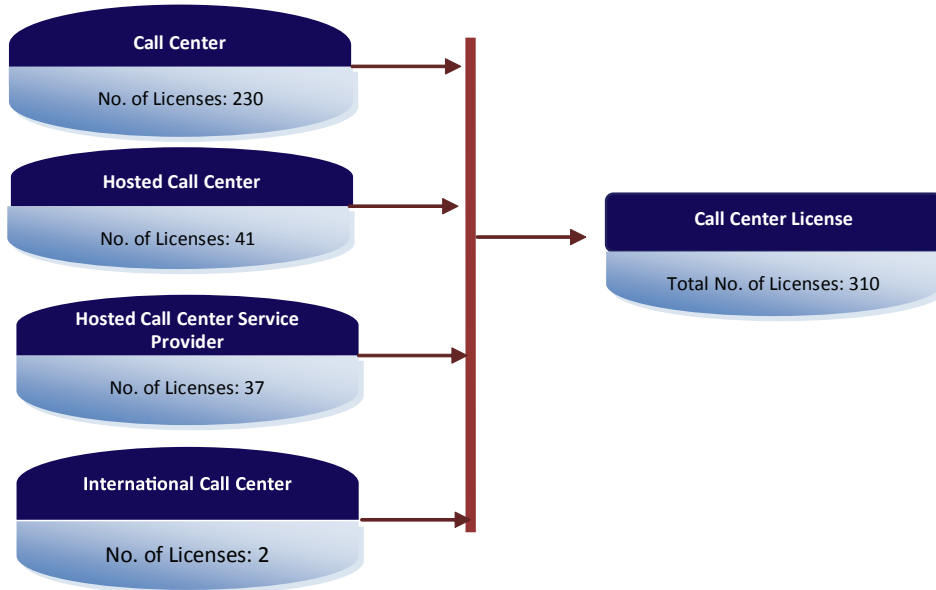 Call Center
No. of Licenses: 230
Hosted Call Center
No. of Licenses: 41
Hosted Call Center Service
Provider
No. of Licenses: 37
International Call Center
No. of Licenses: 2
Call Center License
Total No. of Licenses: 310